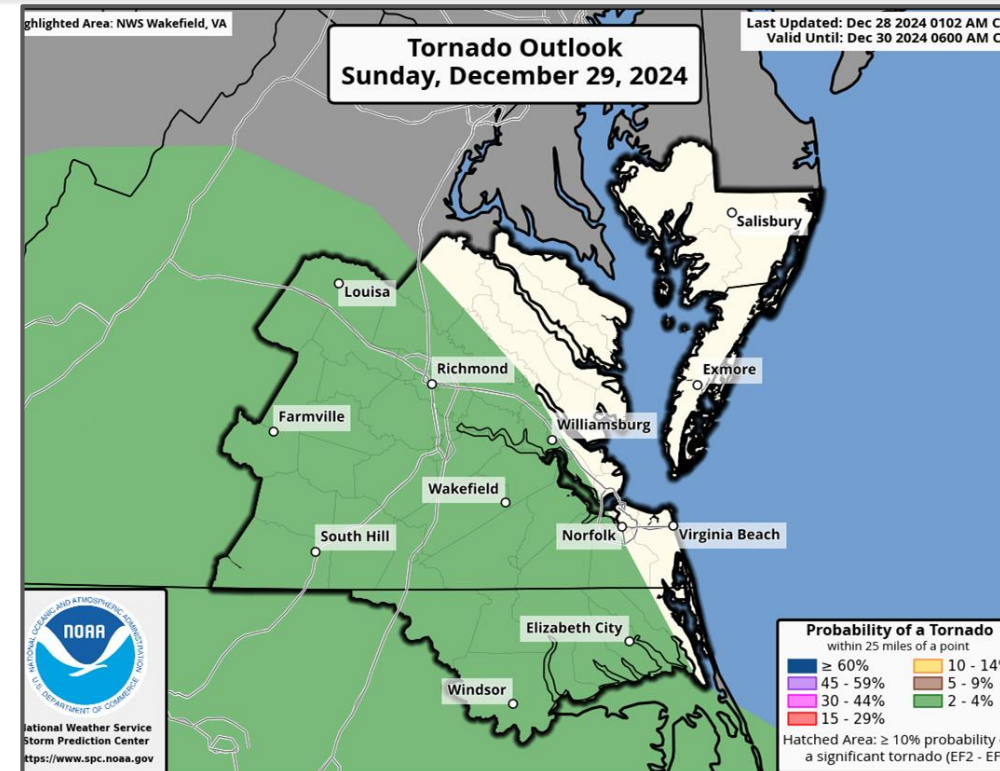 ghlighted Area: NWS Wakefield, VA
Tornado Outlook
Sunday, December 29, 2024
Last Updated: Dec 28 2024 0102 AM C
Valid Until: Dec 30 2024 0600 AM C
Salisbury
Louisa
Richmond
Exmore
Farmville
Williamsburg
Wakefield
South Hill
Norfolk
Virginia Beach
Elizabeth City
Windsor
NATIONAL OCEANIC AND ATMOSPHERIC ADMINISTRATION
NOAA
U.S. DEPARTMENT OF COMMERCE
National Weather Service
Storm Prediction Center
ttps://www.spc.noaa.gov
Probability of a Tornado
within 25 miles of a point
≥ 60%
45 - 59%
30 - 44%
15 - 29%
10 - 14%
5 - 9%
2 - 4%
Hatched Area: ≥ 10% probability
a significant tornado (EF2 - EF